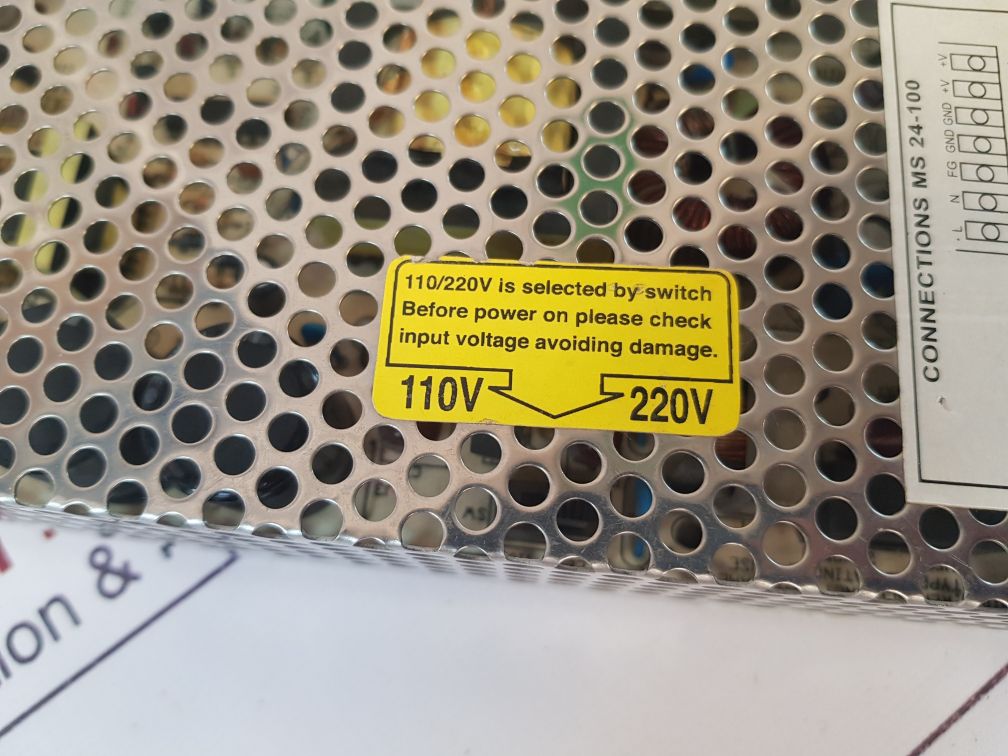 110/220V is selected by switch
Before power on please check
input voltage avoiding damage.
110V 220V
CONNECTIONS MS 24-100
L N FG GND GND +V +V
&